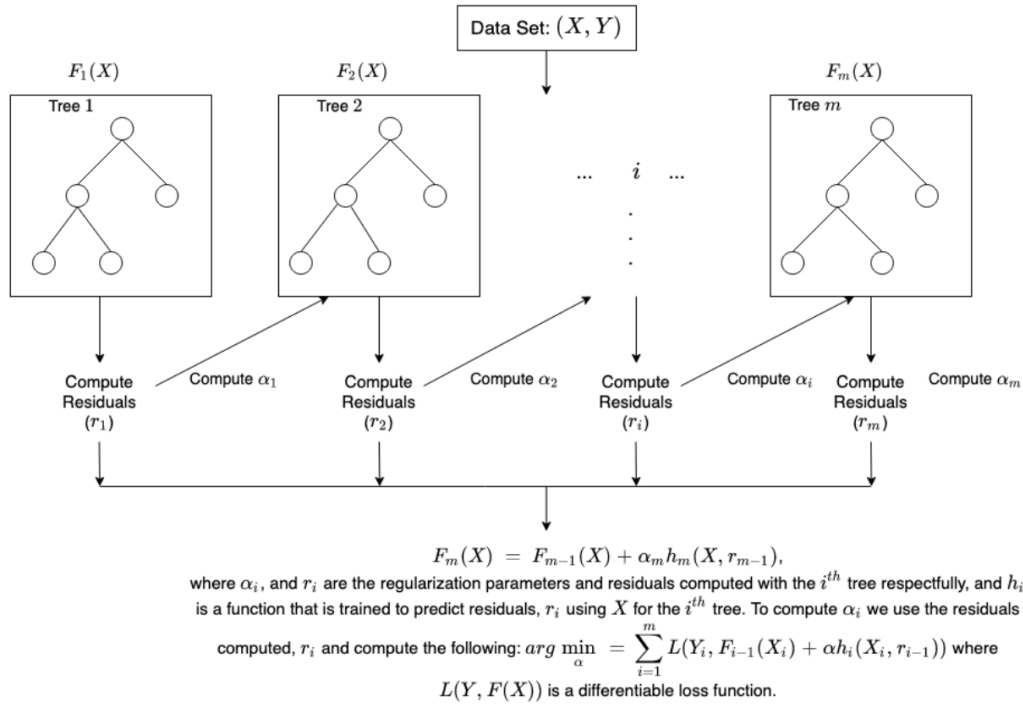 Data Set: (X, Y)
F₁(X)
F₂(X)
Fₘ(X)
Tree 1
Tree 2
Tree m
... i ...
.
.
.
Compute
Residuals
(r₁)
Compute α₁
Compute
Residuals
(r₂)
Compute α₂
Compute
Residuals
(rᵢ)
Compute αᵢ
Compute
Residuals
(rₘ)
Compute αₘ
Fₘ(X) = Fₘ₋₁(X) + αₘhₘ(X, rₘ₋₁),
where αᵢ, and rᵢ are the regularization parameters and residuals computed with the iᵗʰ tree respectfully, and hᵢ
is a function that is trained to predict residuals, rᵢ using X for the iᵗʰ tree. To compute αᵢ we use the residuals
computed, rᵢ and compute the following: arg min_α = ∑_{i=1}^{m} L(Yᵢ, Fᵢ₋₁(Xᵢ) + αhᵢ(Xᵢ, rᵢ₋₁)) where
L(Y, F(X)) is a differentiable loss function.